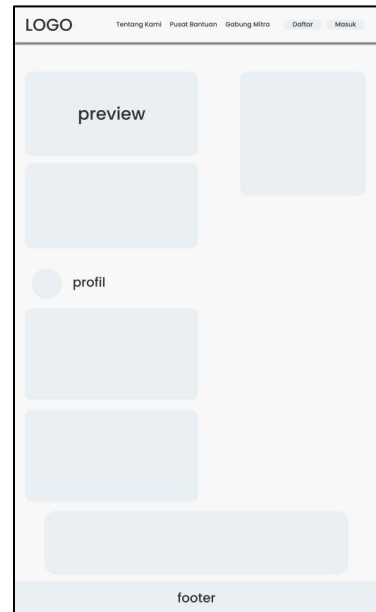 LOGO Tentang Kami Pusat Bantuan Gabung Mitra Daftar Masuk
preview
profil
footer